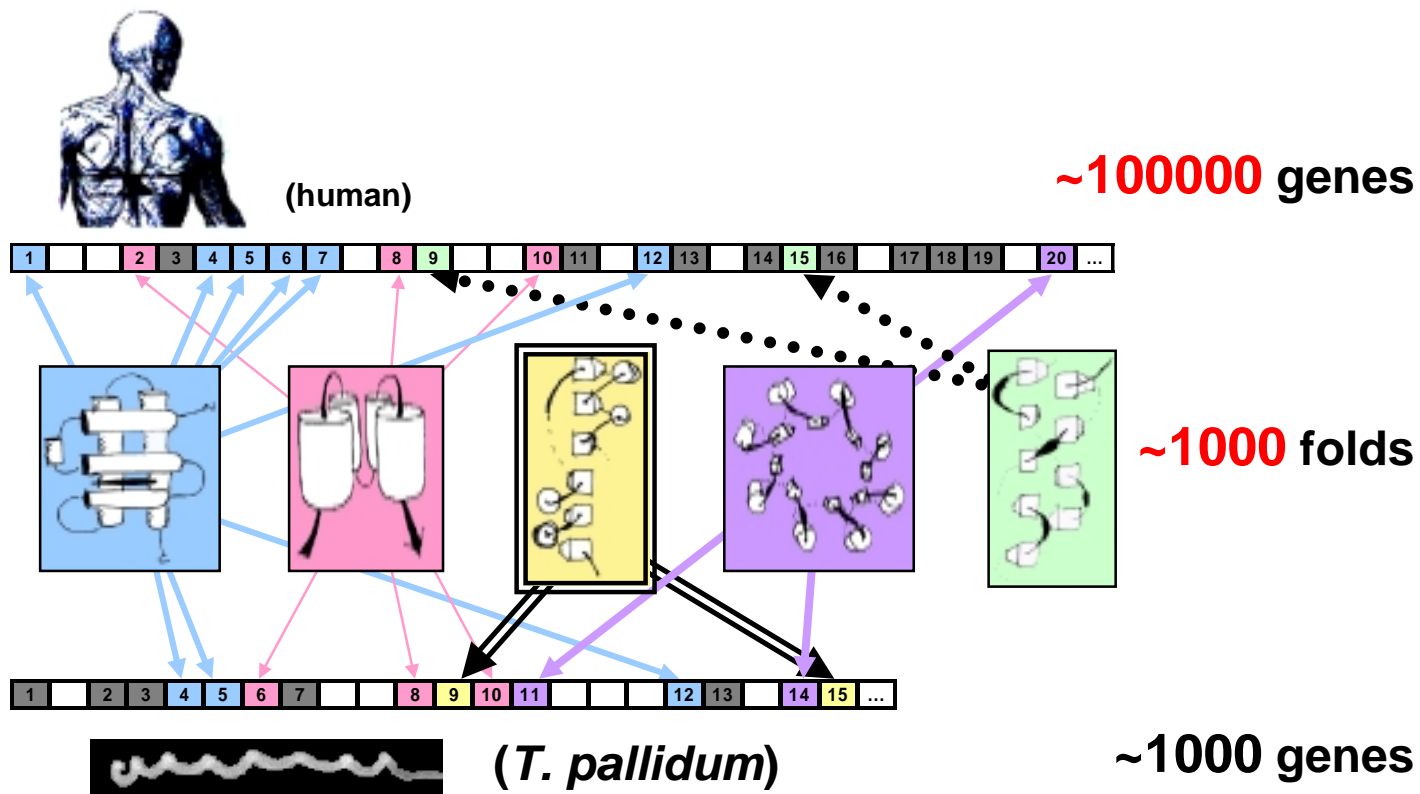 ~100000 genes
(human)
1 2 3 4 5 6 7 8 9 10 11 12 13 14 15 16 17 18 19 20 ...
~1000 folds
1 2 3 4 5 6 7 8 9 10 11 12 13 14 15 ...
(T. pallidum)
~1000 genes